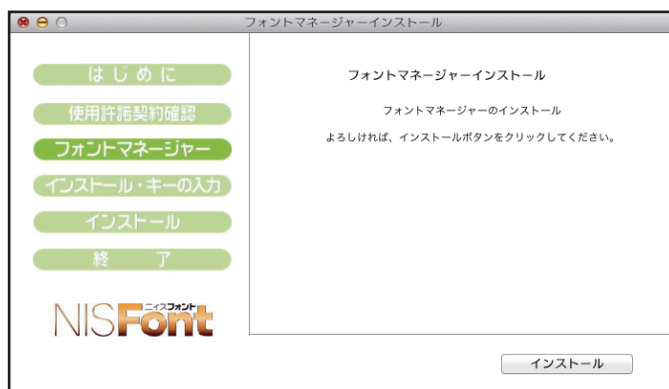 フォントマネージャーインストール
はじめに
使用許諾契約確認
フォントマネージャー
インストール・キーの入力
インストール
終 了
NISFont
ニイスフォント
フォントマネージャーインストール
フォントマネージャーのインストール
よろしければ、インストールボタンをクリックしてください。
インストール